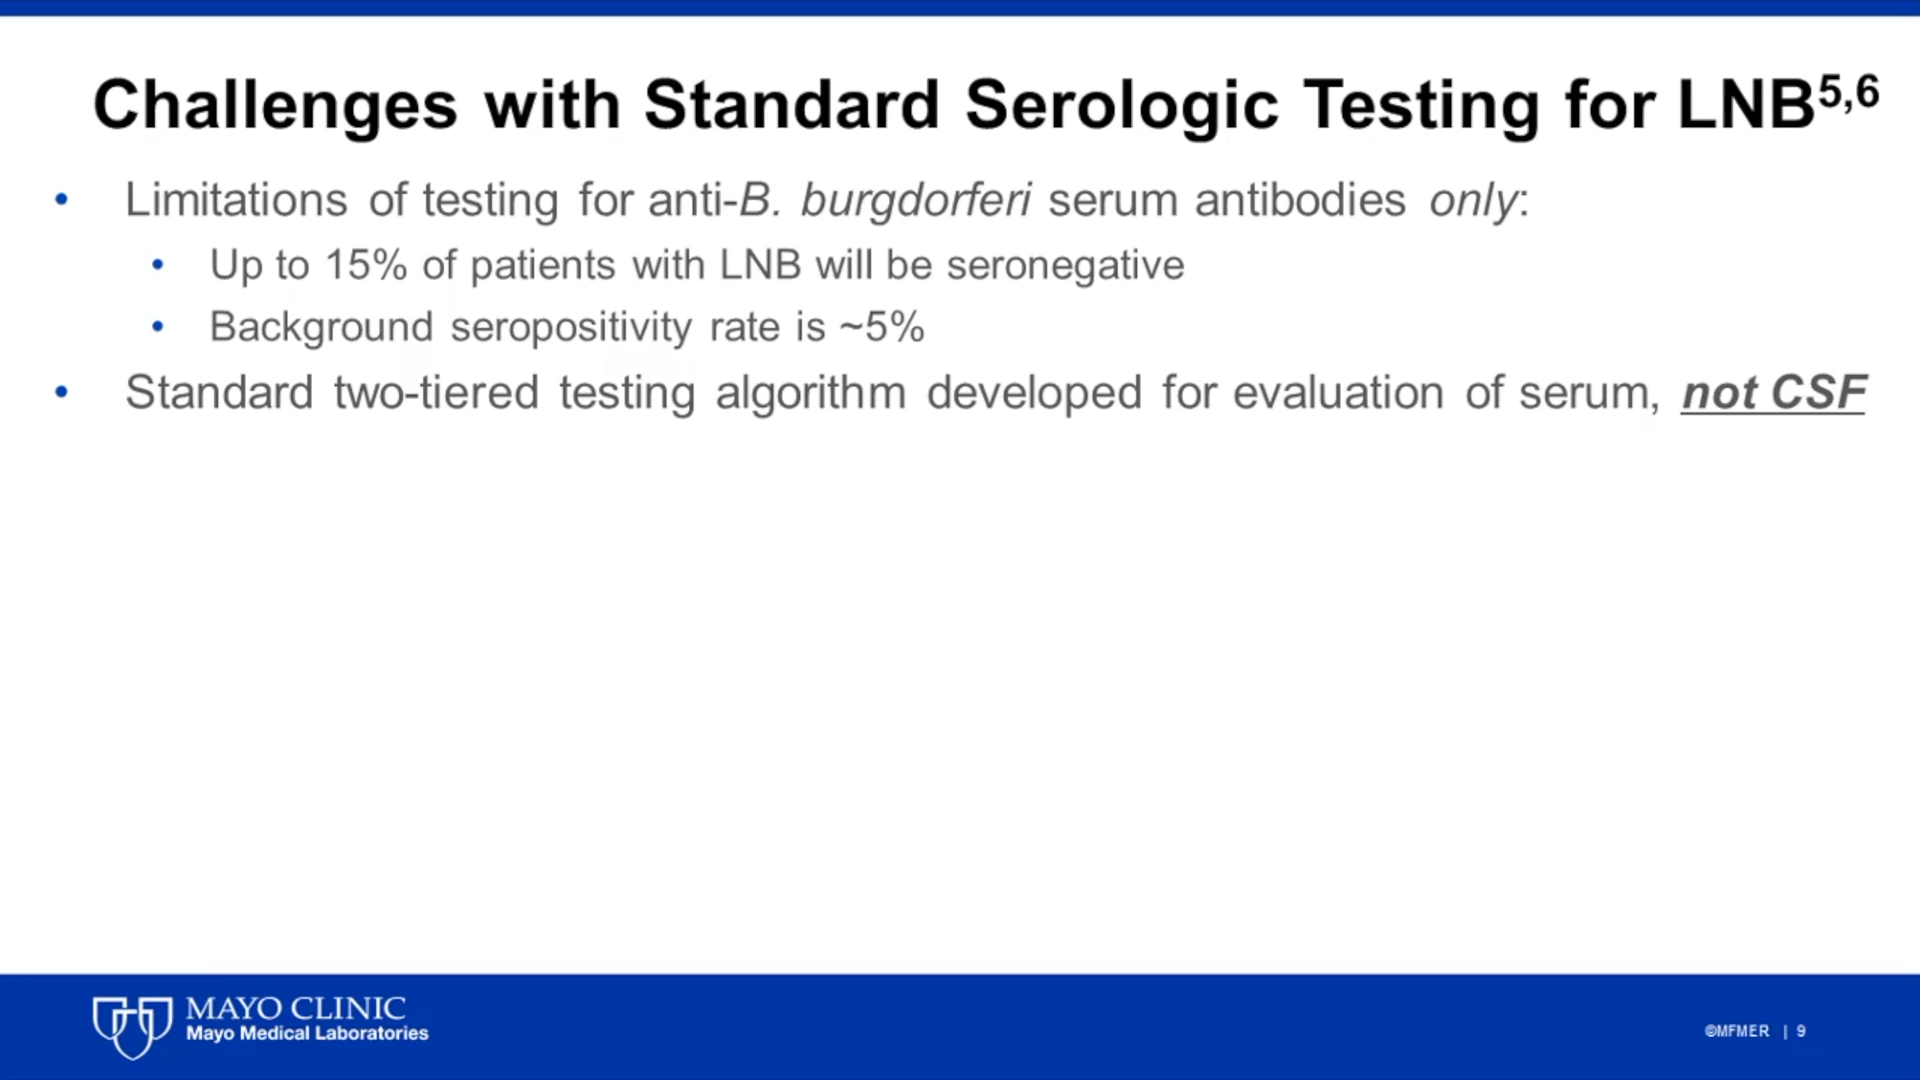 Challenges with Standard Serologic Testing for LNB5,6
• Limitations of testing for anti-B. burgdorferi serum antibodies only:
• Up to 15% of patients with LNB will be seronegative
• Background seropositivity rate is ~5%
• Standard two-tiered testing algorithm developed for evaluation of serum, not CSF
MAYO CLINIC
Mayo Medical Laboratories
©MFMER | 9